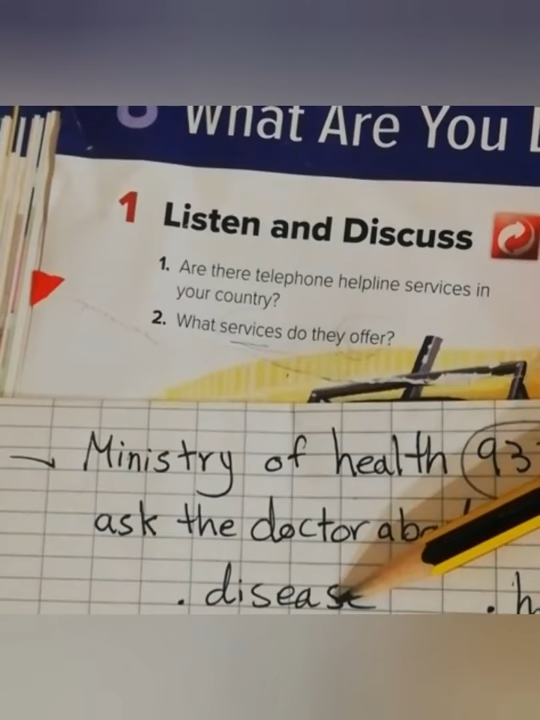 What Are You
1 Listen and Discuss
1. Are there telephone helpline services in
your country?
2. What services do they offer?
→ Ministry of health (93
ask the doctor
. disease